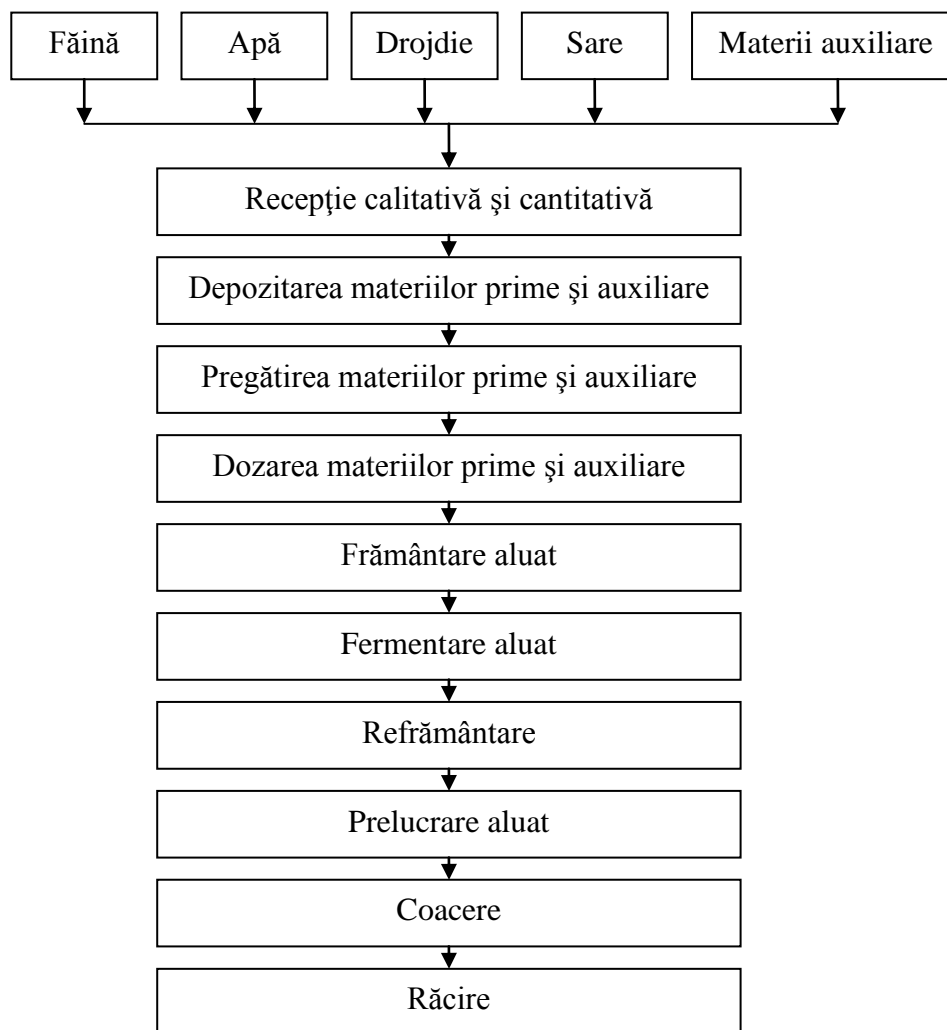 Făină
Apă
Drojdie
Sare
Materii auxiliare
Recepţie calitativă şi cantitativă
Depozitarea materiilor prime şi auxiliare
Pregătirea materiilor prime şi auxiliare
Dozarea materiilor prime şi auxiliare
Frământare aluat
Fermentare aluat
Reframântare
Prelucrare aluat
Coacere
Răcire